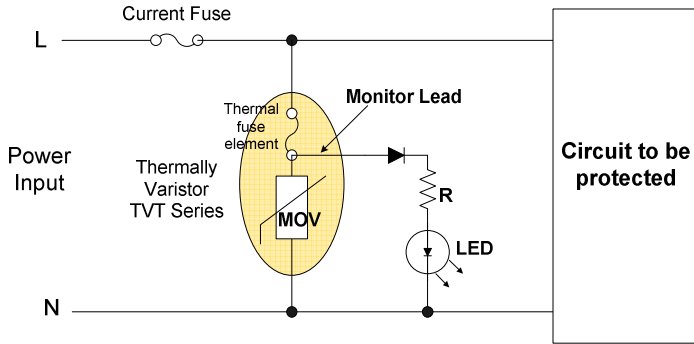 Current Fuse
L
Thermal
fuse
element
Monitor Lead
Power
Input
Thermally
Varistor
TVT Series
MOV
R
LED
Circuit to be
protected
N